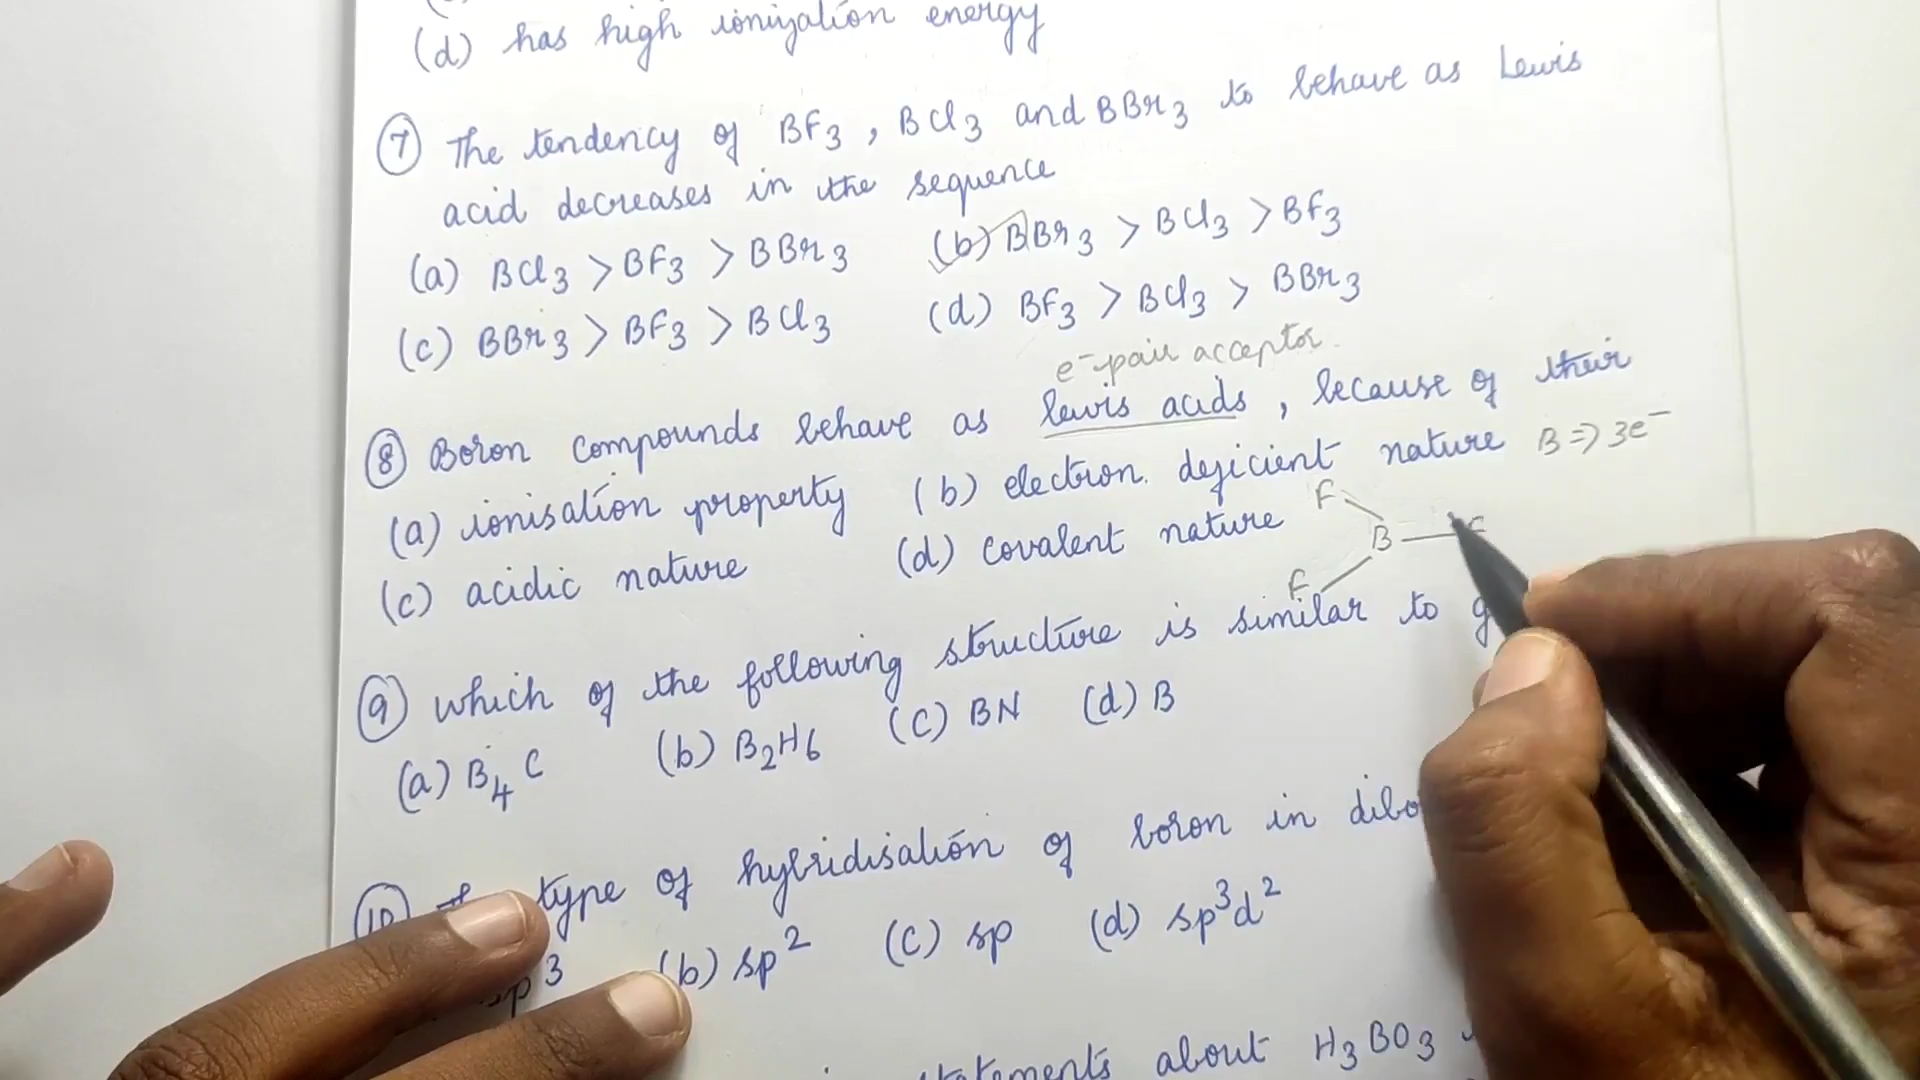 (d) has high ionization energy
⑦ The tendency of BF₃, BCl₃ and BBr₃ to behave as Lewis
acid decreases in the sequence
(a) BCl₃ > BF₃ > BBr₃ (b) BBr₃ > BCl₃ > BF₃
(c) BBr₃ > BF₃ > BCl₃ (d) BF₃ > BCl₃ > BBr₃
e⁻ pair acceptor.
⑧ Boron compounds behave as lewis acids, because of their
(a) ionisation property (b) electron. deficient nature B ⇒ 3e⁻
(c) acidic nature (d) covalent nature
F
B
F
⑨ which of the following structure is similar to
(a) B₄C (b) B₂H₆ (c) BN (d) B
⑩ type of hybridisation of boron in
sp³ (b) sp² (c) sp (d) sp³d²
statements about H₃BO₃